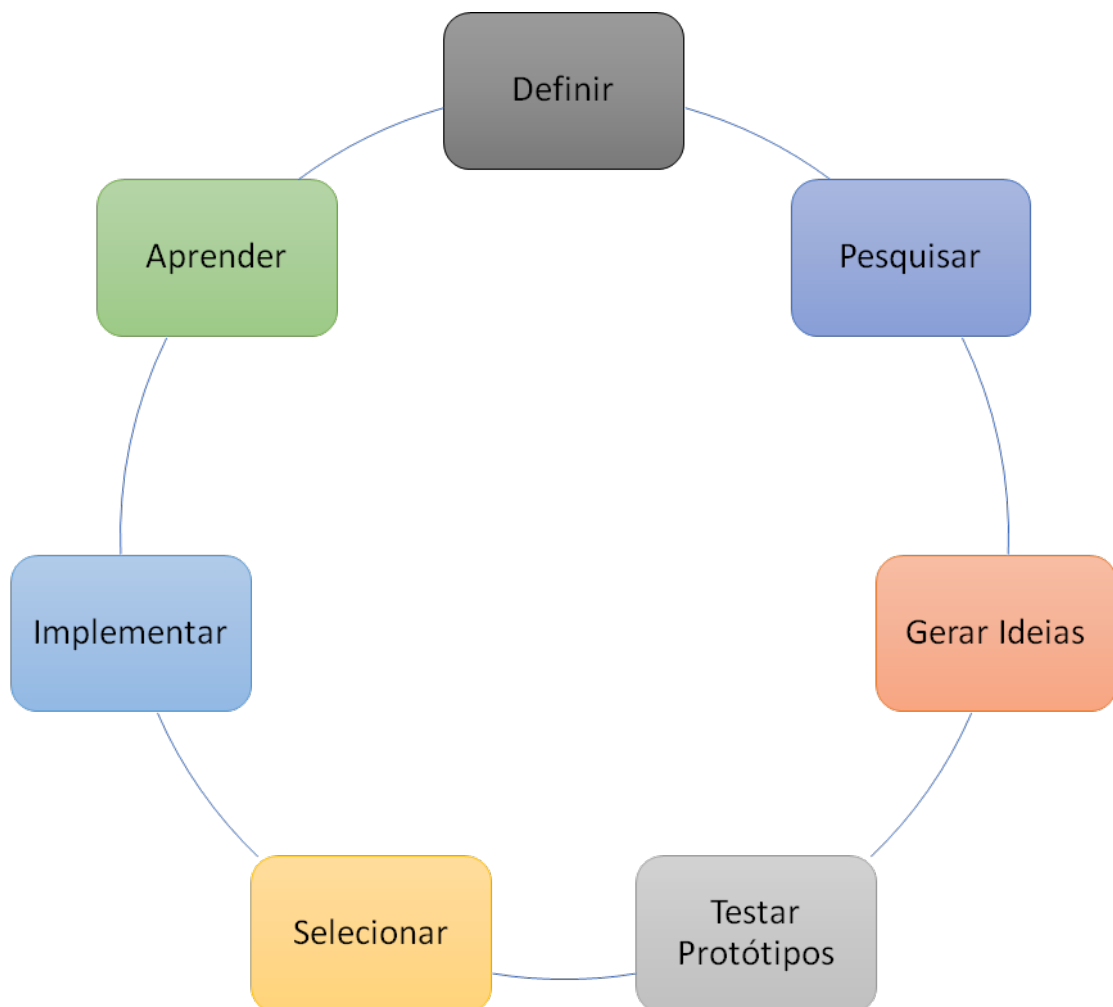 Definir
Pesquisar
Gerar Ideias
Testar
Protótipos
Selecionar
Implementar
Aprender